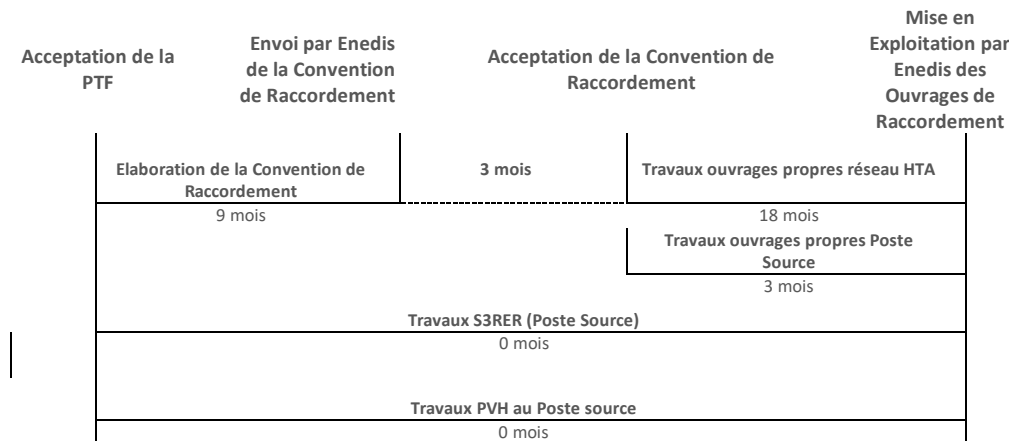 Acceptation de la
PTF
Envoi par Enedis
de la Convention
de Raccordement
Acceptation de la Convention de
Raccordement
Mise en
Exploitation par
Enedis des
Ouvrages de
Raccordement
Elaboration de la Convention de
Raccordement
9 mois
3 mois
Travaux ouvrages propres réseau HTA
18 mois
Travaux ouvrages propres Poste
Source
3 mois
Travaux S3RER (Poste Source)
0 mois
Travaux PVH au Poste source
0 mois